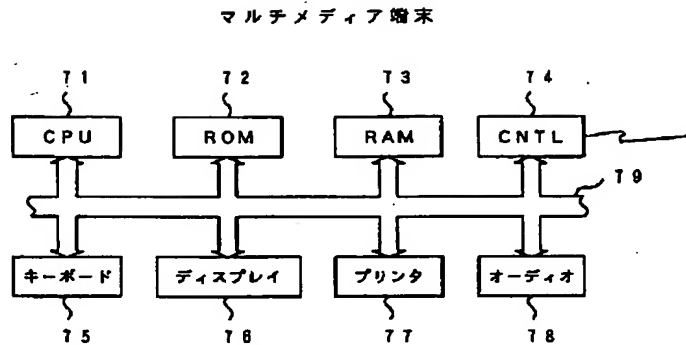 マルチメディア端末
71 72 73 74
CPU ROM RAM CNTL
79
キーボード ディスプレイ プリンタ オーディオ
75 76 77 78